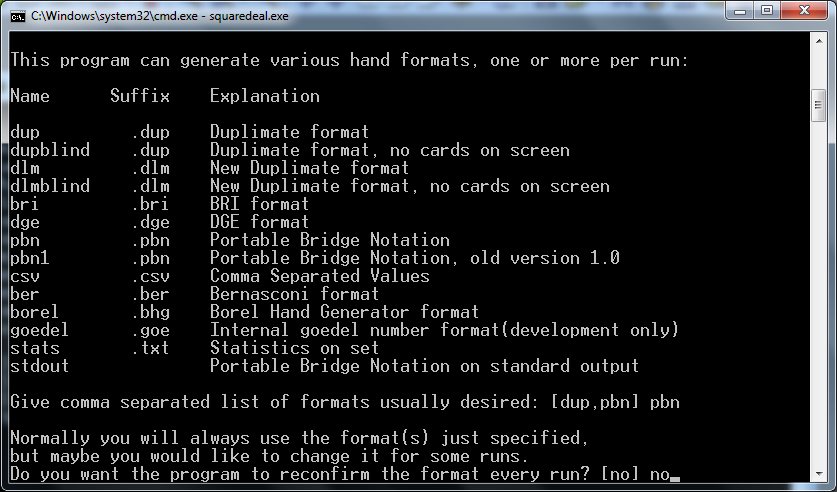 C:\Windows\system32\cmd.exe - squaredeal.exe
This program can generate various hand formats, one or more per run:
Name Suffix Explanation
dup .dup Duplimate format
dupblind .dup Duplimate format, no cards on screen
dlm .dlm New Duplimate format
dlmblind .dlm New Duplimate format, no cards on screen
bri .bri BRI format
dge .dge DGE format
pbn .pbn Portable Bridge Notation
pbn1 .pbn Portable Bridge Notation, old version 1.0
csv .csv Comma Separated Values
ber .ber Bernasconi format
borel .bhg Borel Hand Generator format
goedel .goe Internal goedel number format(development only)
stats .txt Statistics on set
stdout Portable Bridge Notation on standard output
Give comma separated list of formats usually desired: [dup,pbn] pbn
Normally you will always use the format(s) just specified,
but maybe you would like to change it for some runs.
Do you want the program to reconfirm the format every run? [no] no